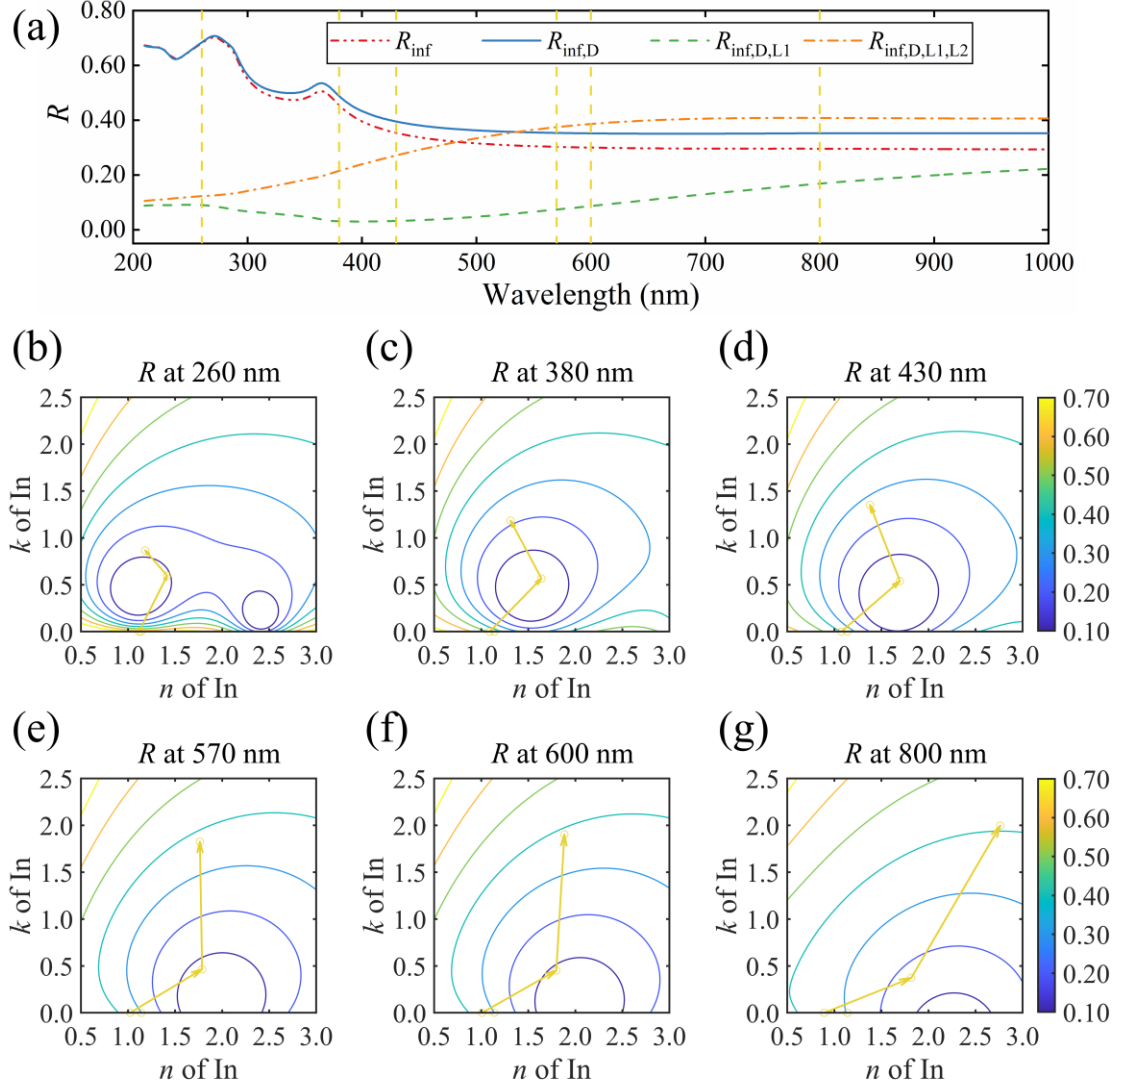 (a)
0.80
0.60
0.40
0.20
0.00
R
R_inf R_inf,D R_inf,D,L1 R_inf,D,L1,L2
200 300 400 500 600 700 800 900 1000
Wavelength (nm)
(b) (c) (d)
R at 260 nm R at 380 nm R at 430 nm
2.5 2.5 2.5 0.70
2.0 2.0 2.0 0.60
1.5 1.5 1.5 0.50
1.0 1.0 1.0 0.40
0.5 0.5 0.5 0.30
0.0 0.0 0.0 0.20
0.10
k of In k of In k of In
0.5 1.0 1.5 2.0 2.5 3.0 0.5 1.0 1.5 2.0 2.5 3.0 0.5 1.0 1.5 2.0 2.5 3.0
n of In n of In n of In
(e) (f) (g)
R at 570 nm R at 600 nm R at 800 nm
2.5 2.5 2.5 0.70
2.0 2.0 2.0 0.60
1.5 1.5 1.5 0.50
1.0 1.0 1.0 0.40
0.5 0.5 0.5 0.30
0.0 0.0 0.0 0.20
0.10
k of In k of In k of In
0.5 1.0 1.5 2.0 2.5 3.0 0.5 1.0 1.5 2.0 2.5 3.0 0.5 1.0 1.5 2.0 2.5 3.0
n of In n of In n of In